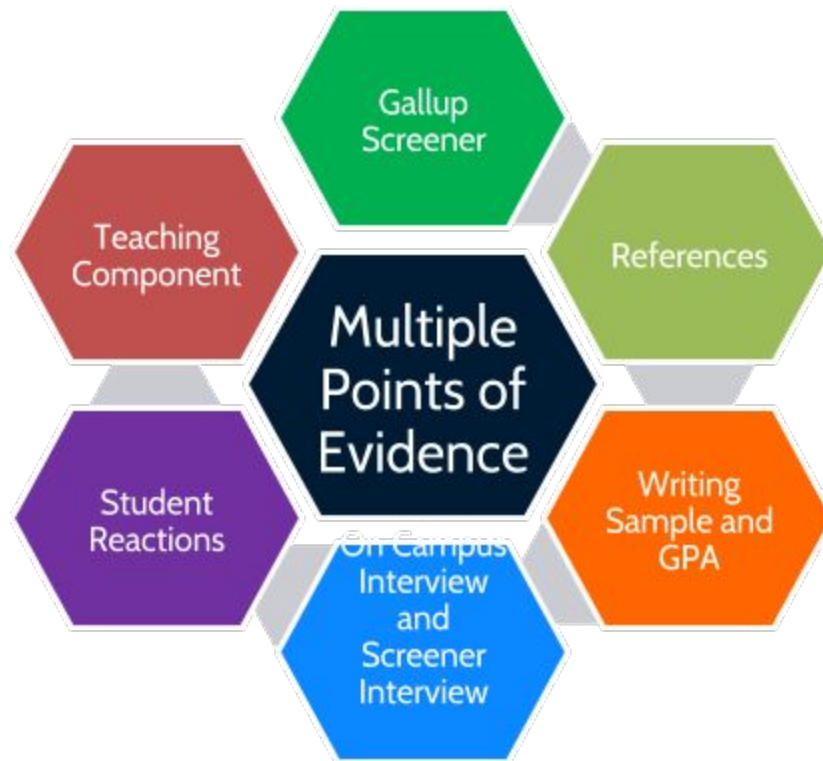 Gallup
Screener
References
Writing
Sample and
GPA
On Campus
Interview
and
Screener
Interview
Student
Reactions
Teaching
Component
Multiple
Points of
Evidence